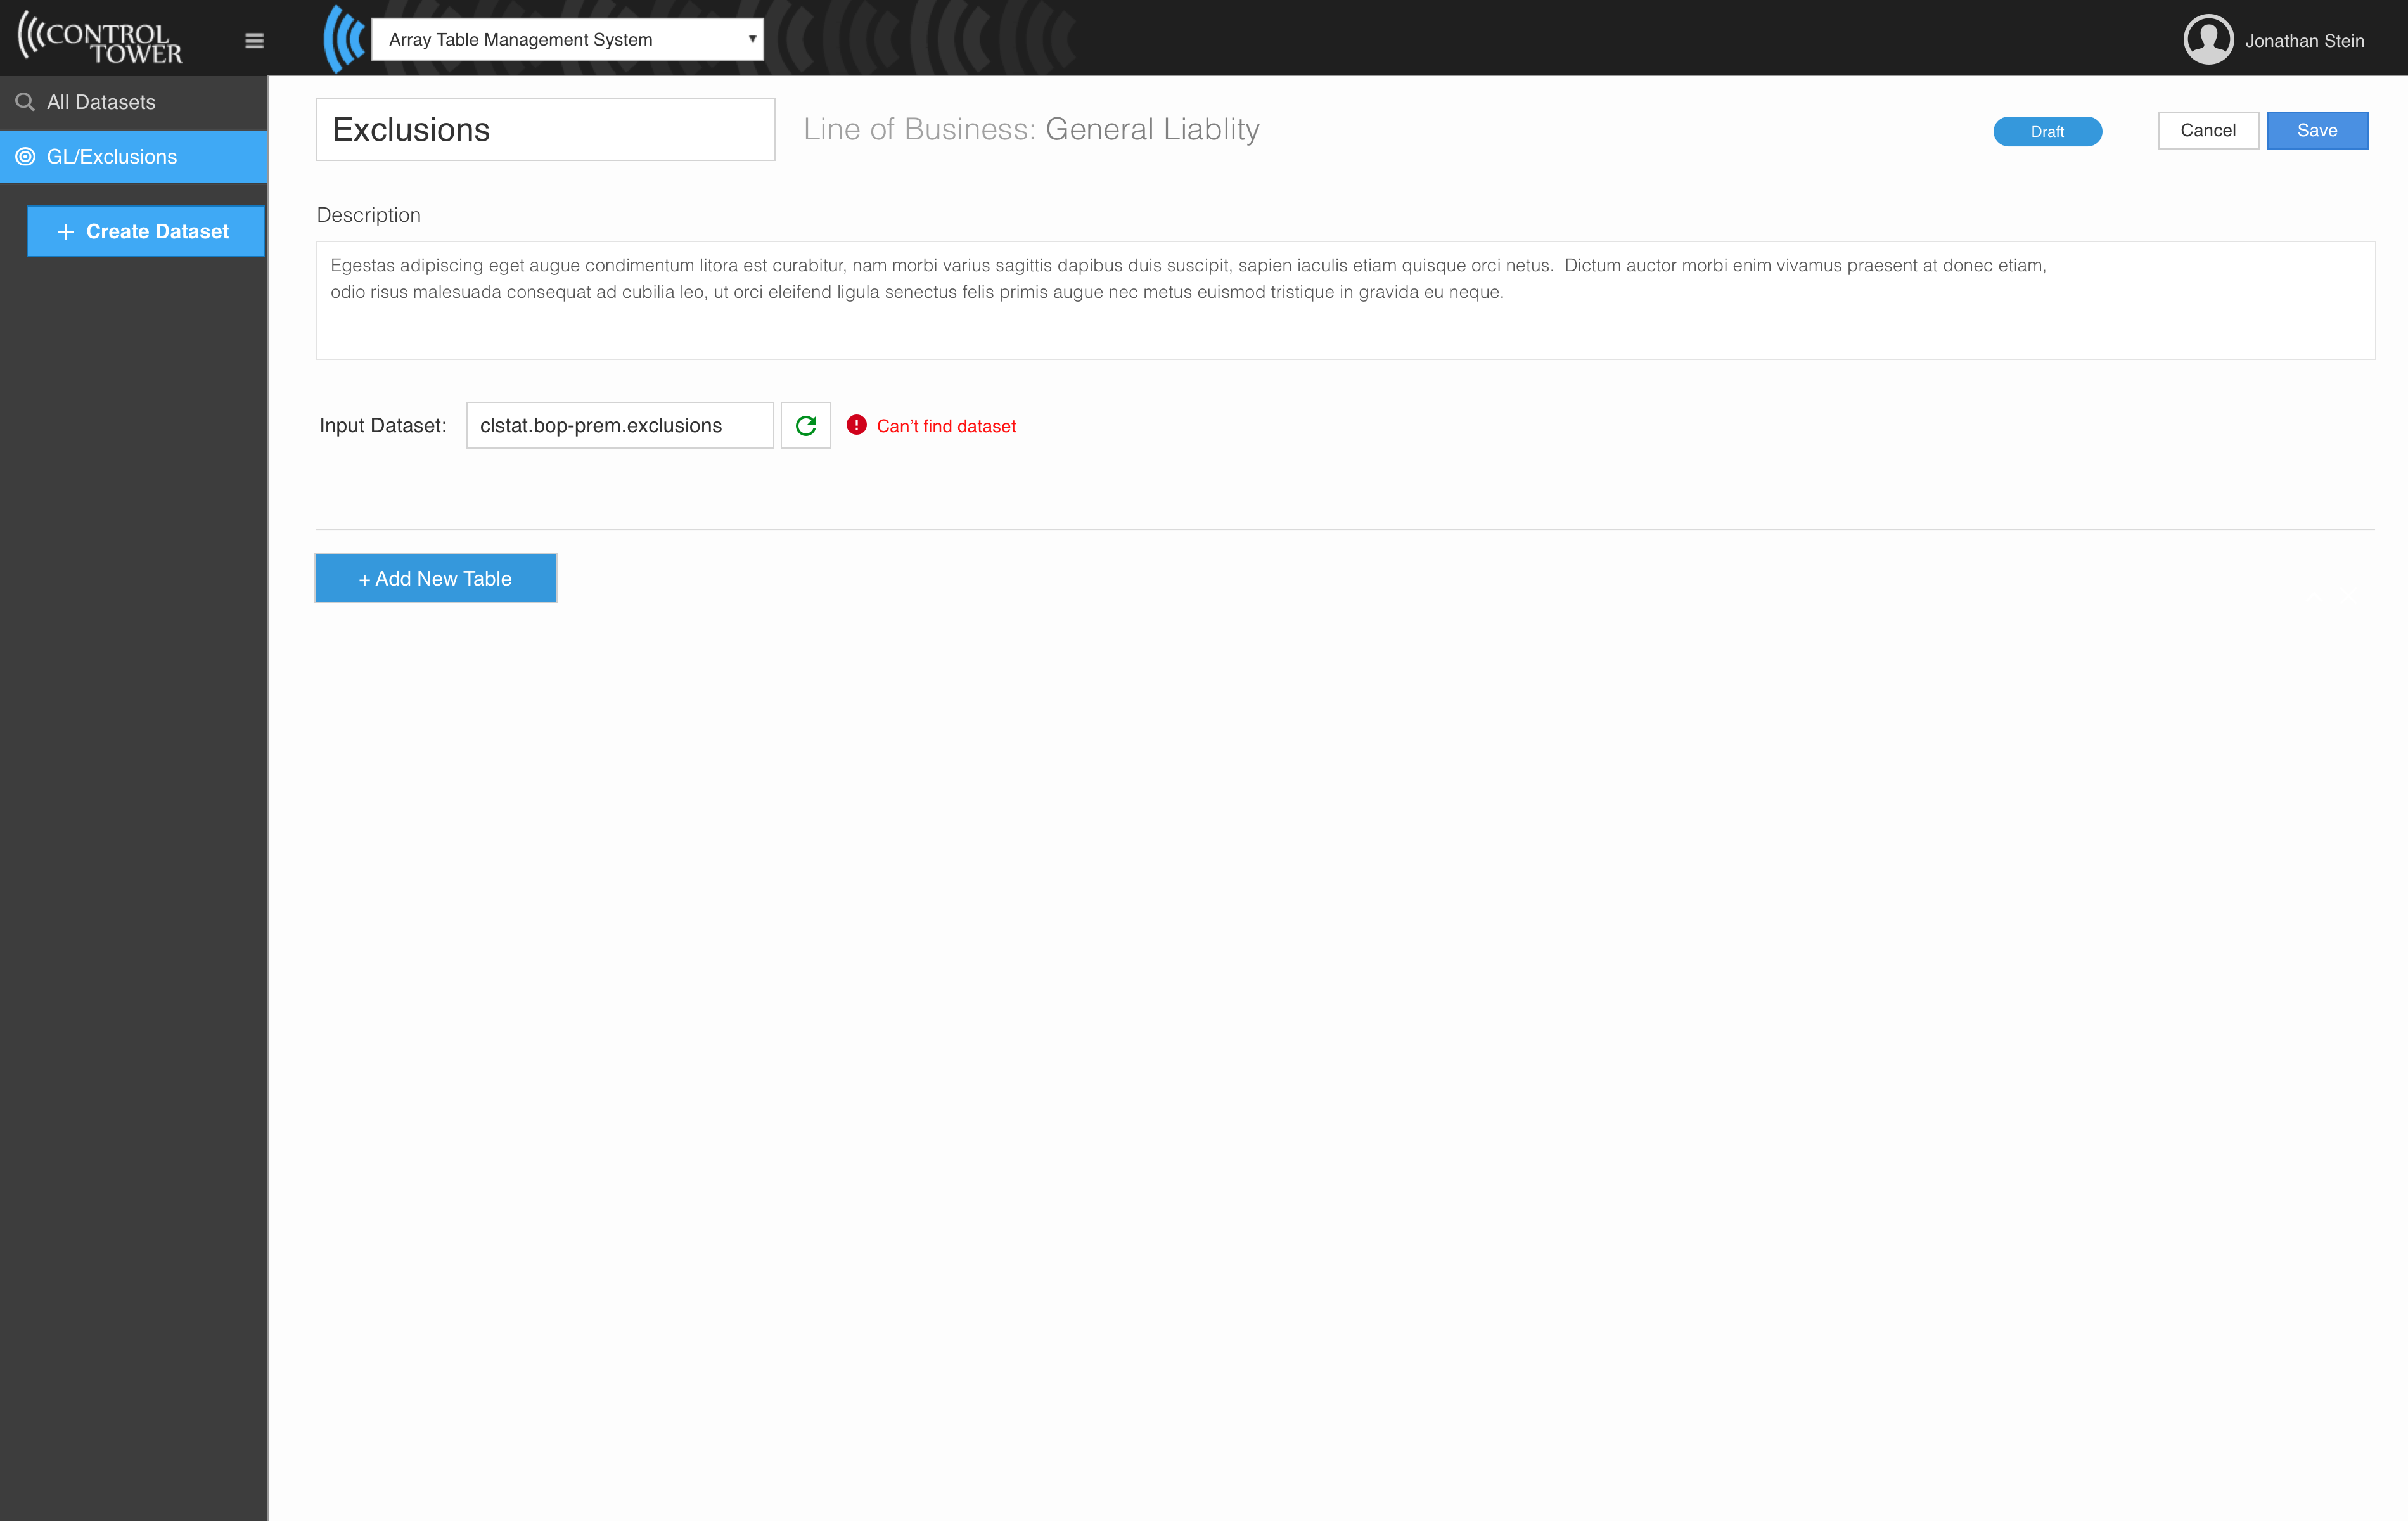 CONTROL
TOWER
Array Table Management System
Jonathan Stein
All Datasets
GL/Exclusions
+ Create Dataset
Exclusions
Line of Business: General Liablity
Draft
Cancel
Save
Description
Egestas adipiscing eget augue condimentum litora est curabitur, nam morbi varius sagittis dapibus duis suscipit, sapien iaculis etiam quisque orci netus.  Dictum auctor morbi enim vivamus praesent at donec etiam,
odio risus malesuada consequat ad cubilia leo, ut orci eleifend ligula senectus felis primis augue nec metus euismod tristique in gravida eu neque.
Input Dataset:
clstat.bop-prem.exclusions
Can’t find dataset
+ Add New Table